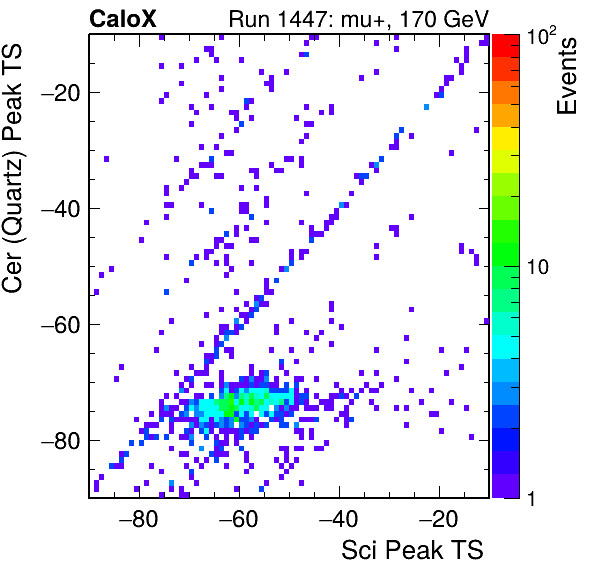 CaloX Run 1447: mu+, 170 GeV
Cer (Quartz) Peak TS
−20
−40
−60
−80
−80 −60 −40 −20
Sci Peak TS
10²
10
1
Events